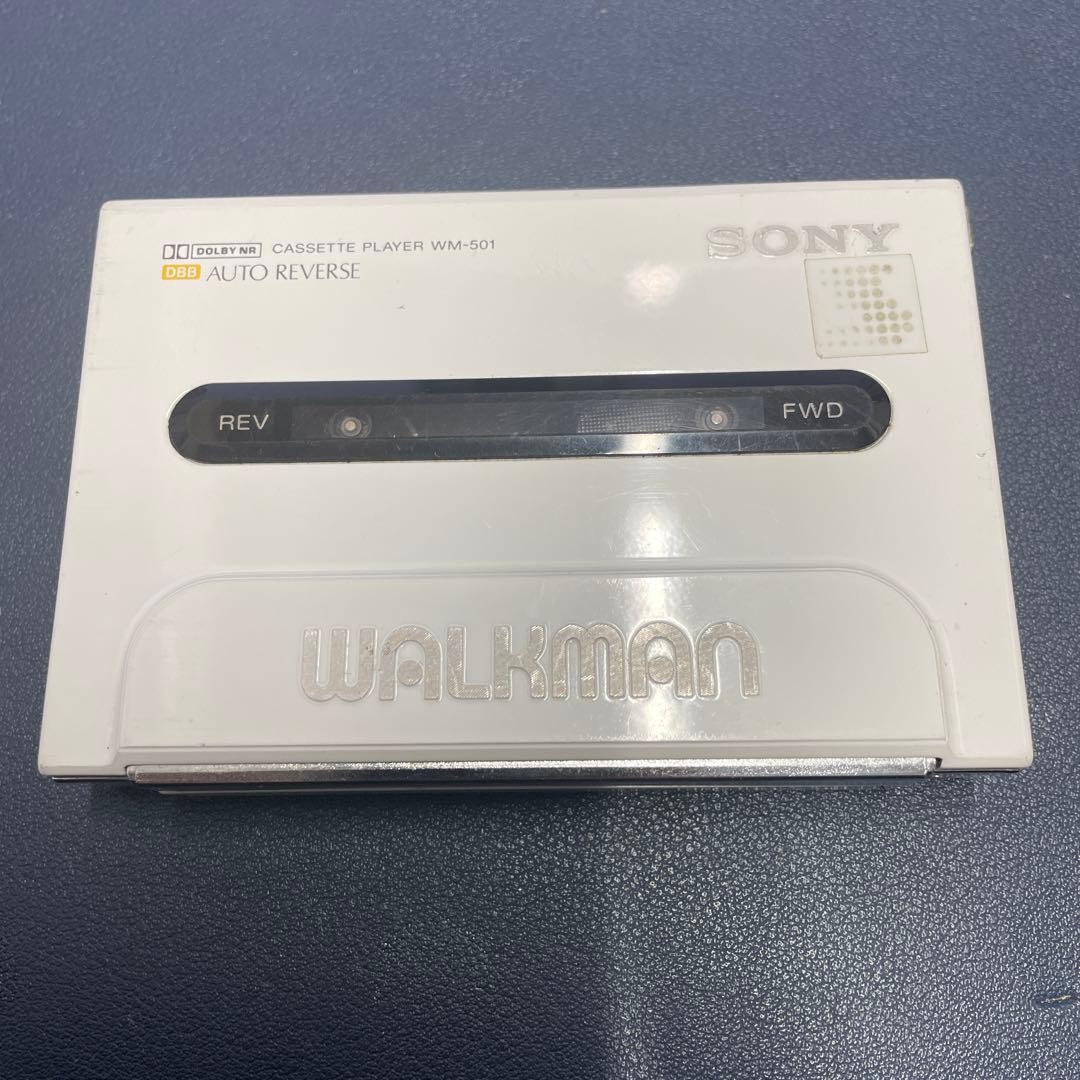 DOLBY NR CASSETTE PLAYER WM-501
DBB AUTO REVERSE
SONY
REV FWD
WALKMAN